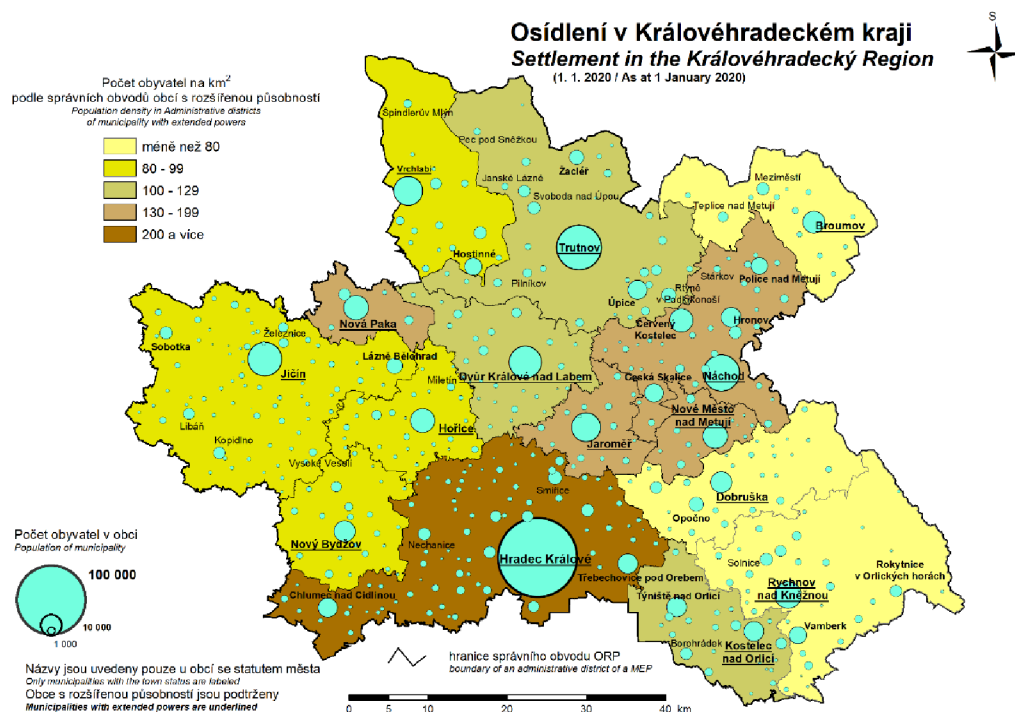 Osídlení v Královéhradeckém kraji
Settlement in the Královéhradecký Region
(1. 1. 2020 / As at 1 January 2020)
S
Počet obyvatel na km²
podle správních obvodů obcí s rozšířenou působností
Population density in Administrative districts
of municipality with extended powers
méně než 80
80 - 99
100 - 129
130 - 199
200 a více
Špindlerův Mlýn
Pec pod Sněžkou
Vrchlabí
Janské Lázně
Žacléř
Svoboda nad Úpou
Meziměstí
Teplice nad Metují
Broumov
Trutnov
Hostinné
Pilníkov
Stárkov
Police nad Metují
Úpice
Rtyně
v Podkrkonoší
Hronov
Červený
Kostelec
Nová Paka
Železnice
Sobotka
Jičín
Lázně Bělohrad
Miletín
Dvůr Králové nad Labem
Česká Skalice
Náchod
Nové Město
nad Metují
Libáň
Kopidlno
Hořice
Jaroměř
Vysoké Veselí
Smiřice
Dobruška
Opočno
Nový Bydžov
Nechanice
Hradec Králové
Třebechovice pod Orebem
Solnice
Rokytnice
v Orlických horách
Rychnov
nad Kněžnou
Chlumec nad Cidlinou
Týniště nad Orlicí
Vamberk
Borohrádek
Kostelec
nad Orlicí
Počet obyvatel v obci
Population of municipality
100 000
10 000
1 000
Názvy jsou uvedeny pouze u obcí se statutem města
Only municipalities with the town status are labeled
Obce s rozšířenou působností jsou podtrženy
Municipalities with extended powers are underlined
hranice správního obvodu ORP
boundary of an administrative district of a MEP
0 5 10 20 30 40 km